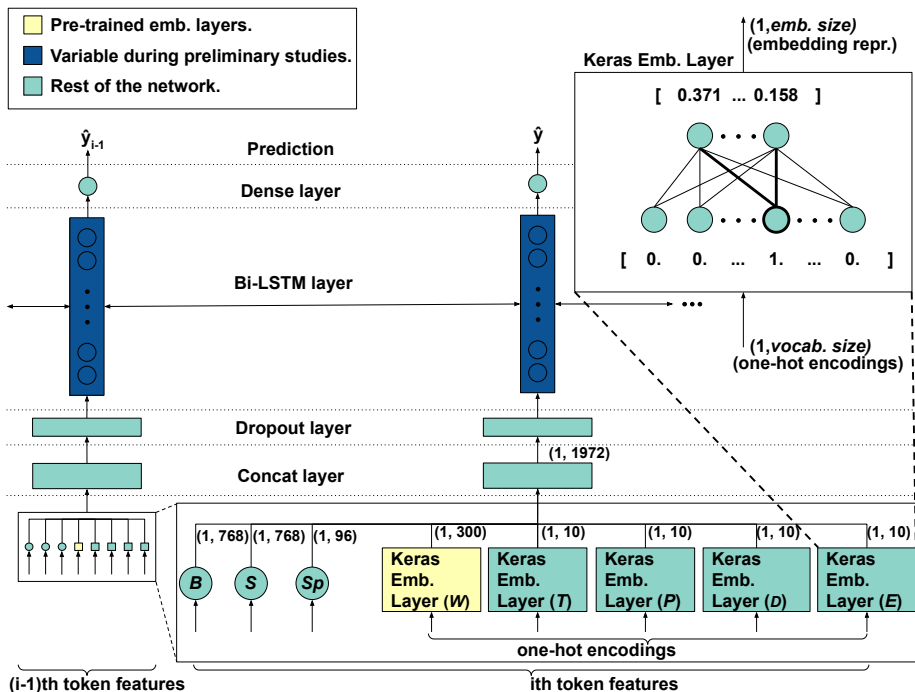 Pre-trained emb. layers.
Variable during preliminary studies.
Rest of the network.
(1,emb. size)
(embedding repr.)
Keras Emb. Layer
[ 0.371 ... 0.158 ]
[ 0. 0. ... 1. ... 0. ]
(1,vocab. size)
(one-hot encodings)
ŷi-1
Prediction
ŷ
Dense layer
Bi-LSTM layer
...
Dropout layer
Concat layer
(1, 1972)
(1, 768)
(1, 768)
(1, 96)
(1, 300)
(1, 10)
(1, 10)
(1, 10)
(1, 10)
B
S
Sp
Keras
Emb.
Layer (W)
Keras
Emb.
Layer (T)
Keras
Emb.
Layer (P)
Keras
Emb.
Layer (D)
Keras
Emb.
Layer (E)
one-hot encodings
(i-1)th token features
ith token features